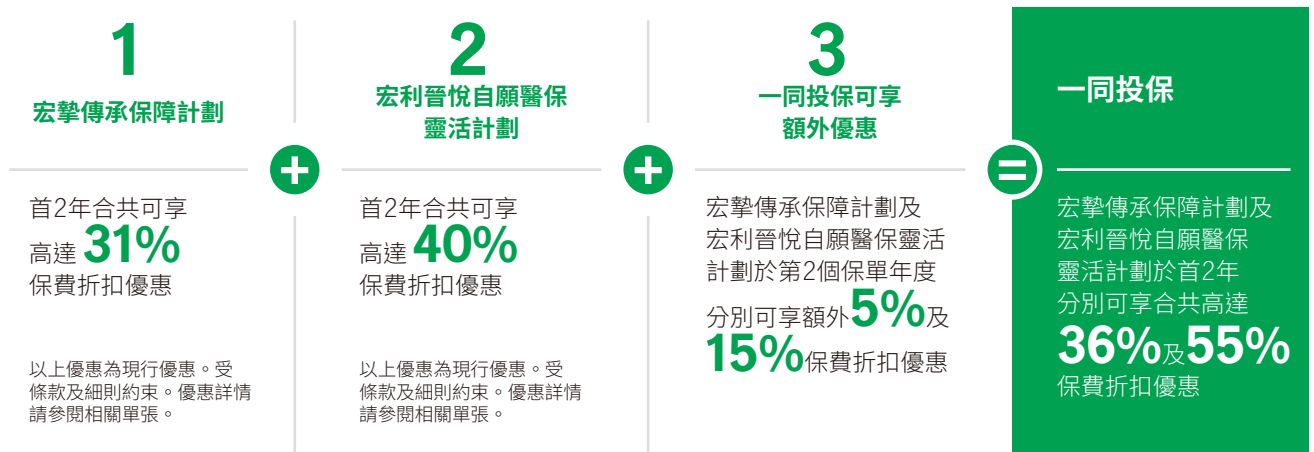 1
宏摯傳承保障計劃
首2年合共可享
高達 31%
保費折扣優惠
以上優惠為現行優惠。受
條款及細則約束。優惠詳情
請參閱相關單張。
+
2
宏利晉悅自願醫保
靈活計劃
首2年合共可享
高達 40%
保費折扣優惠
以上優惠為現行優惠。受
條款及細則約束。優惠詳情
請參閱相關單張。
+
3
一同投保可享
額外優惠
宏摯傳承保障計劃及
宏利晉悅自願醫保靈活
計劃於第2個保單年度
分別可享額外5%及
15%保費折扣優惠
=
一同投保
宏摯傳承保障計劃及
宏利晉悅自願醫保
靈活計劃於首2年
分別可享合共高達
36%及55%
保費折扣優惠